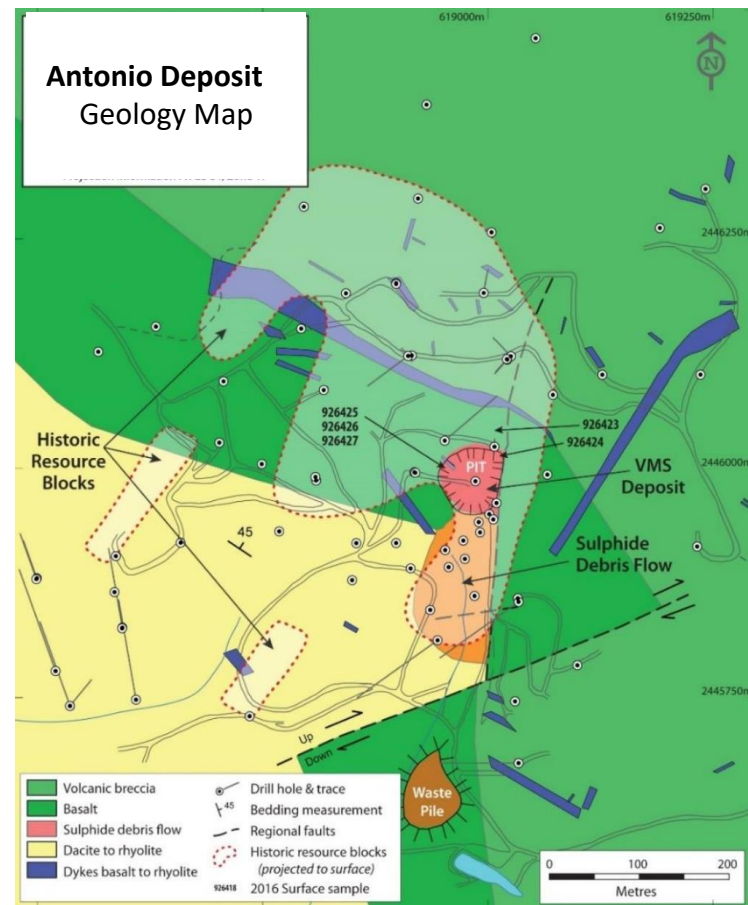 619000m
619250m
Antonio Deposit
Geology Map
N
2446250m
926425
926426
926427
926423
926424
PIT
VMS
Deposit
2446000m
Historic
Resource
Blocks
45
Sulphide
Debris Flow
2445750m
Up
Down
Waste
Pile
Volcanic breccia
Basalt
Sulphide debris flow
Dacite to rhyolite
Dykes basalt to rhyolite
Drill hole & trace
45 Bedding measurement
Regional faults
Historic resource blocks
(projected to surface)
926418 2016 Surface sample
0 100 200
Metres